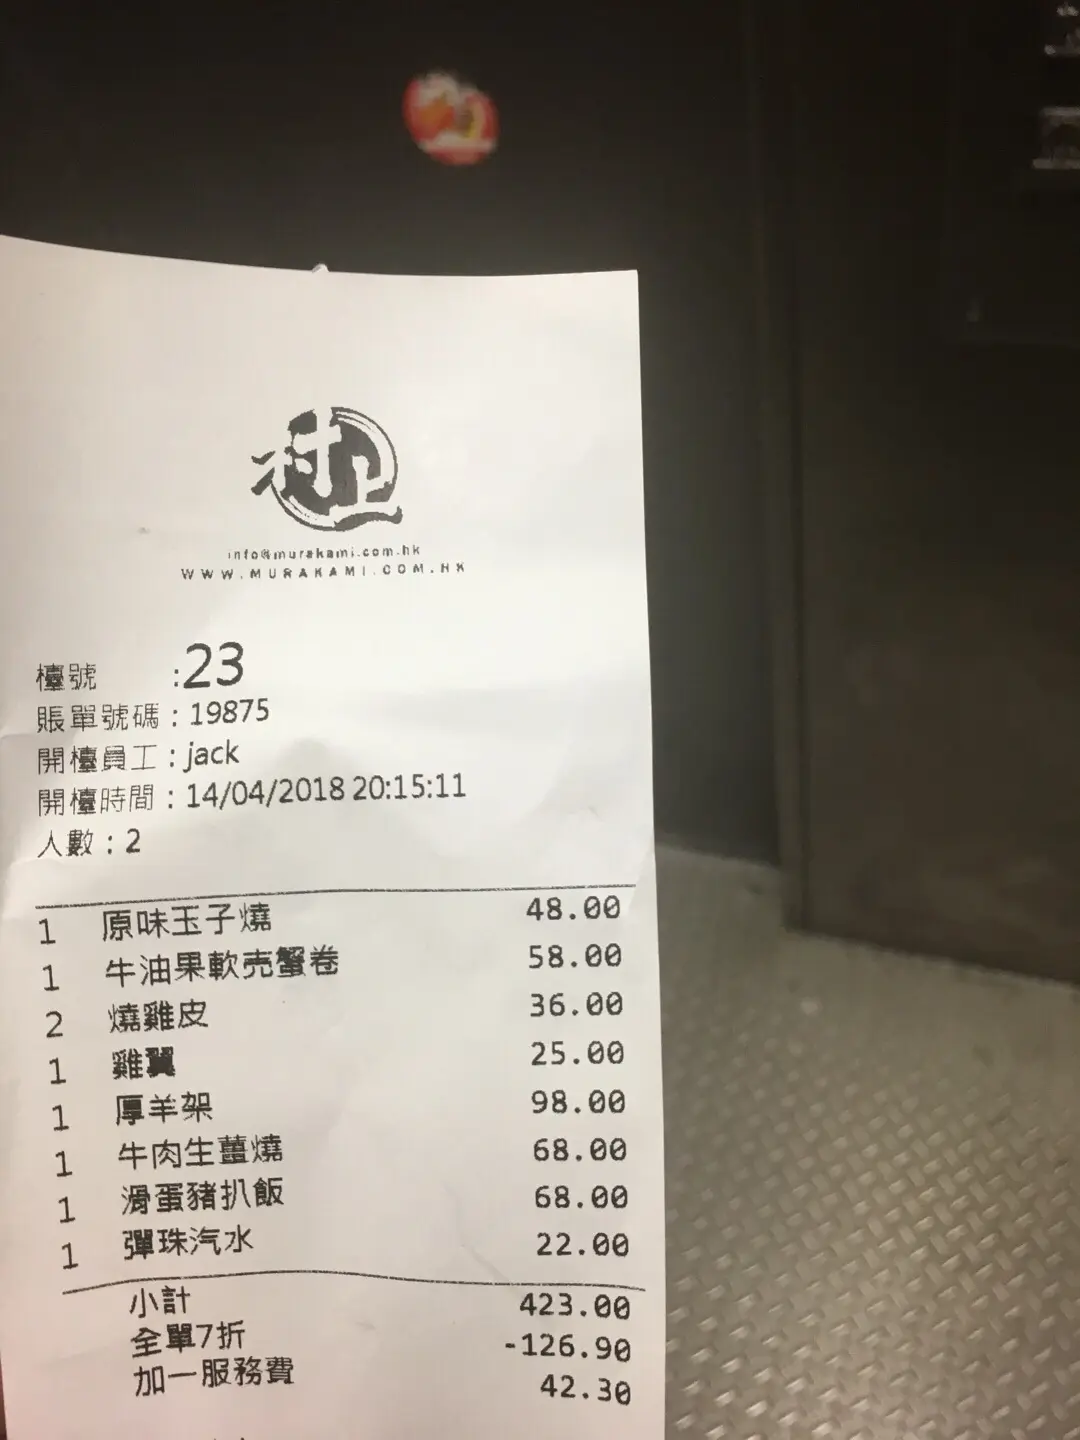 村上
info@murakami.com.hk
WWW.MURAKAMI.COM.HK
檯號 :23
賬單號碼 : 19875
開檯員工 : jack
開檯時間 : 14/04/2018 20:15:11
人數 : 2
1 原味玉子燒 48.00
1 牛油果軟売蟹卷 58.00
2 燒雞皮 36.00
1 雞翼 25.00
1 厚羊架 98.00
1 牛肉生薑燒 68.00
1 滑蛋豬扒飯 68.00
1 彈珠汽水 22.00
小計 423.00
全單7折 -126.90
加一服務費 42.30